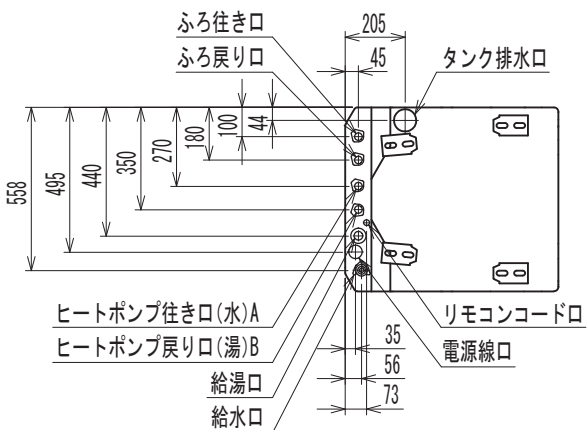 ふろ往き口
ふろ戻り口
205
45
タンク排水口
44
100
180
270
350
440
495
558
ヒートポンプ往き口(水)A
ヒートポンプ戻り口(湯)B
給湯口
給水口
35
56
73
リモコンコード口
電源線口